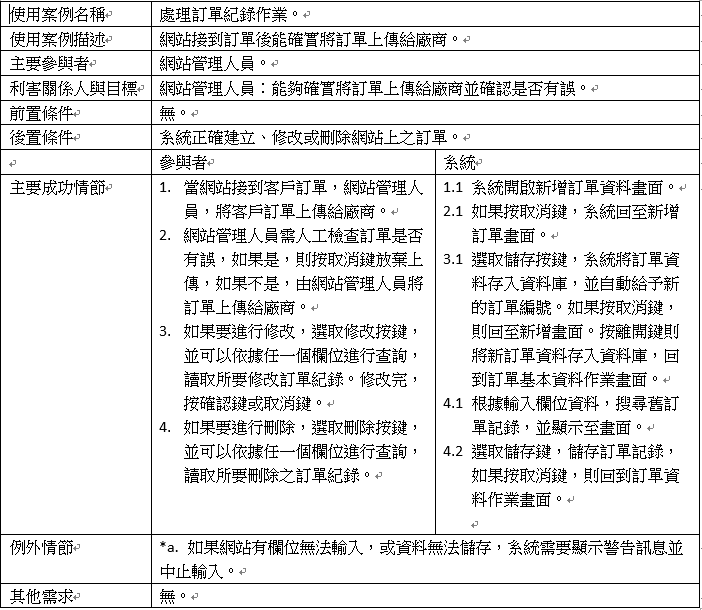 使用案例名稱 處理訂單紀錄作業。
使用案例描述 網站接到訂單後能確實將訂單上傳給廠商。
主要參與者 網站管理人員。
利害關係人與目標 網站管理人員：能夠確實將訂單上傳給廠商並確認是否有誤。
前置條件 無。
後置條件 系統正確建立、修改或刪除網站上之訂單。
參與者 系統
主要成功情節
1. 當網站接到客戶訂單，網站管理人
員，將客戶訂單上傳給廠商。
2. 網站管理人員需人工檢查訂單是否
有誤，如果是，則按取消鍵放棄上
傳，如果不是，由網站管理人員將
訂單上傳給廠商。
3. 如果要進行修改，選取修改按鍵，
並可以依據任一個欄位進行查詢，
讀取所要修改訂單紀錄。修改完，
按確認鍵或取消鍵。
4. 如果要進行刪除，選取刪除按鍵，
並可以依據任一個欄位進行查詢，
讀取所要刪除之訂單紀錄。
1.1 系統開啟新增訂單資料畫面。
2.1 如果按取消鍵，系統回至新增
訂單畫面。
3.1 選取儲存按鍵，系統將訂單資
料存入資料庫，並自動給予新
的訂單編號。如果按取消鍵，
則回至新增畫面。按離開鍵則
將新訂單資料存入資料庫，回
到訂單基本資料作業畫面。
4.1 根據輸入欄位資料，搜尋舊訂
單記錄，並顯示至畫面。
4.2 選取儲存鍵，儲存訂單記錄，
如果按取消鍵，則回到訂單資
料作業畫面。
例外情節 *a. 如果網站有欄位無法輸入，或資料無法儲存，系統需要顯示警告訊息並
中止輸入。
其他需求 無。